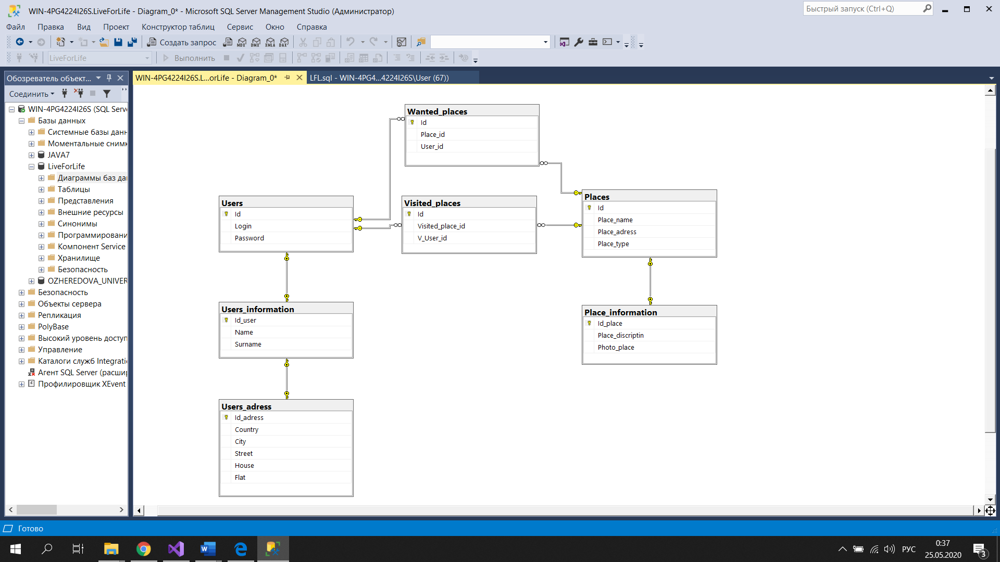 WIN-4PG4224I26S.LiveForLife - Diagram_0* - Microsoft SQL Server Management Studio (Администратор)
Быстрый запуск (Ctrl+Q)
Файл Правка Вид Проект Конструктор таблиц Сервис Окно Справка
Создать запрос MDX DMX XMLA DAX
LiveForLife Выполнить
Обозреватель объект...
WIN-4PG4224I26S.L...orLife - Diagram_0*
LFL.sql - WIN-4PG4...4224I26S\User (67))
Соединить
WIN-4PG4224I26S (SQL Serv
Базы данных
Системные базы данн
Моментальные снимк
JAVA7
LiveForLife
Диаграммы баз да
Таблицы
Представления
Внешние ресурсы
Синонимы
Программировани
Компонент Service
Хранилище
Безопасность
OZHEREDOVA_UNIVER
Безопасность
Объекты сервера
Репликация
PolyBase
Высокий уровень доступ
Управление
Каталоги служб Integrati
Агент SQL Server (расши
Профилировщик XEvent
Wanted_places
Id
Place_id
User_id
Users
Id
Login
Password
Visited_places
Id
Visited_place_id
V_User_id
Places
Id
Place_name
Place_adress
Place_type
Users_information
Id_user
Name
Surname
Place_information
Id_place
Place_discriptin
Photo_place
Users_adress
Id_adress
Country
City
Street
House
Flat
Готово
РУС
0:37
25.05.2020
3